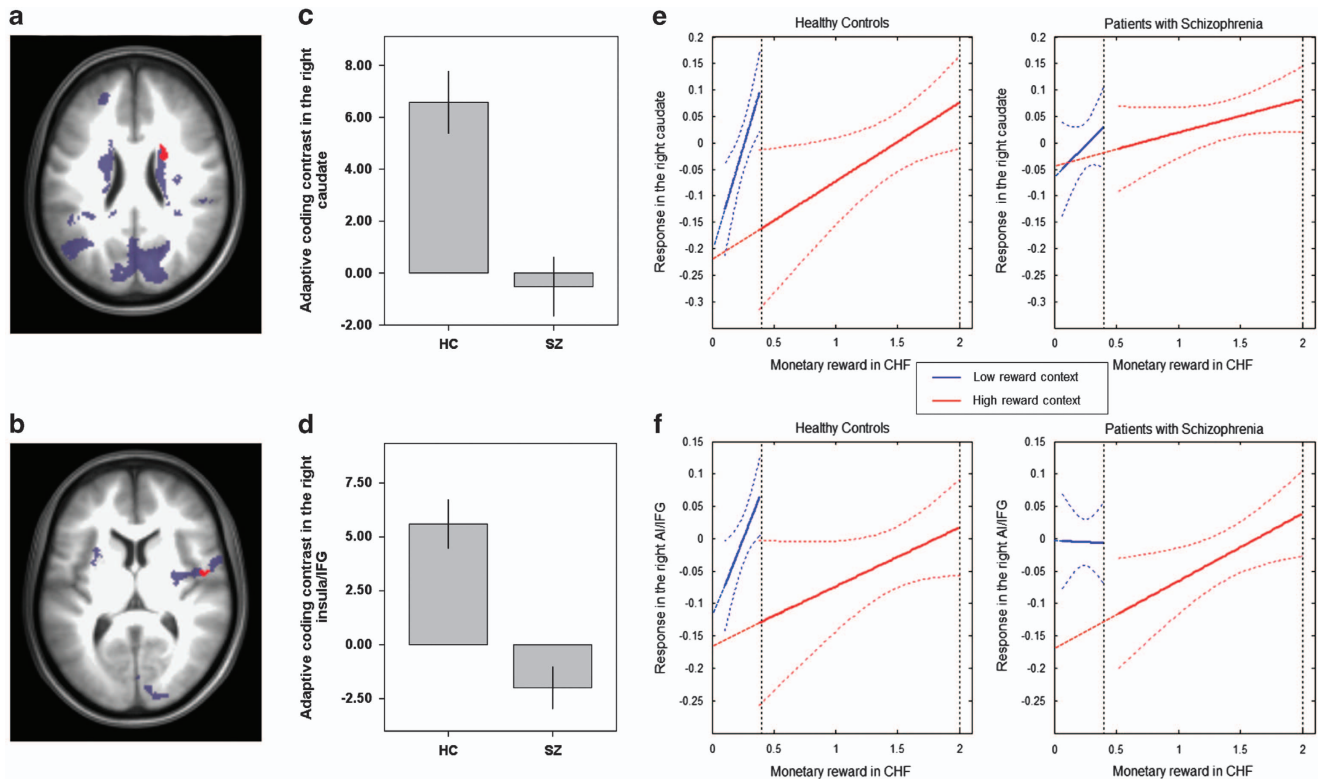 a
b
c
Adaptive coding contrast in the right
caudate
8.00
6.00
4.00
2.00
0.00
-2.00
HC
SZ
d
Adaptive coding contrast in the right
insula/IFG
7.50
5.00
2.50
0.00
-2.50
HC
SZ
e
Healthy Controls
Response in the right caudate
0.2
0.15
0.1
0.05
0
-0.05
-0.1
-0.15
-0.2
-0.25
-0.3
0
0.5
1
1.5
2
Monetary reward in CHF
Patients with Schizophrenia
Response in the right caudate
0.2
0.15
0.1
0.05
0
-0.05
-0.1
-0.15
-0.2
-0.25
-0.3
0
0.5
1
1.5
2
Monetary reward in CHF
Low reward context
High reward context
f
Healthy Controls
Response in the right AI/IFG
0.15
0.1
0.05
0
-0.05
-0.1
-0.15
-0.2
-0.25
0
0.5
1
1.5
2
Monetary reward in CHF
Patients with Schizophrenia
Response in the right AI/IFG
0.15
0.1
0.05
0
-0.05
-0.1
-0.15
-0.2
-0.25
0
0.5
1
1.5
2
Monetary reward in CHF